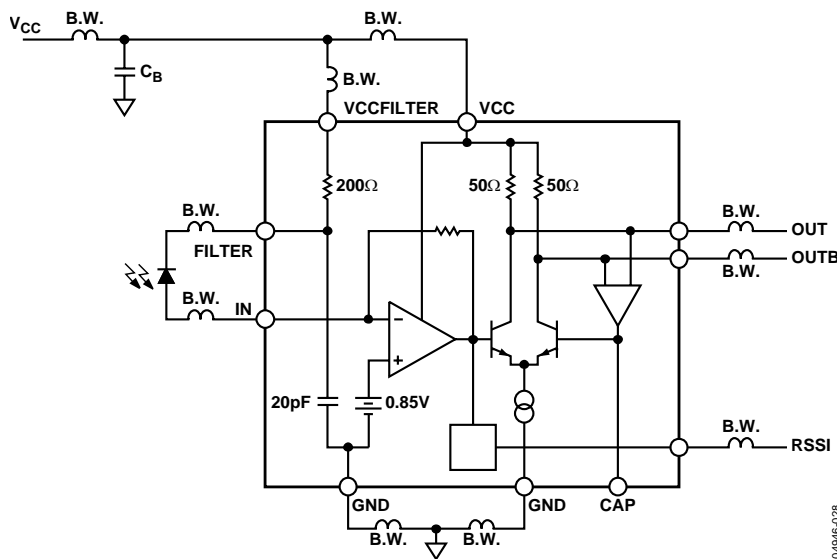 B.W.
B.W.
VCC
CB
B.W.
VCCFILTER
VCC
200Ω
50Ω
50Ω
B.W.
B.W.
OUT
FILTER
OUTB
B.W.
B.W.
IN
−
+
20pF
0.85V
B.W.
RSSI
GND
GND
CAP
B.W.
B.W.
04946-028